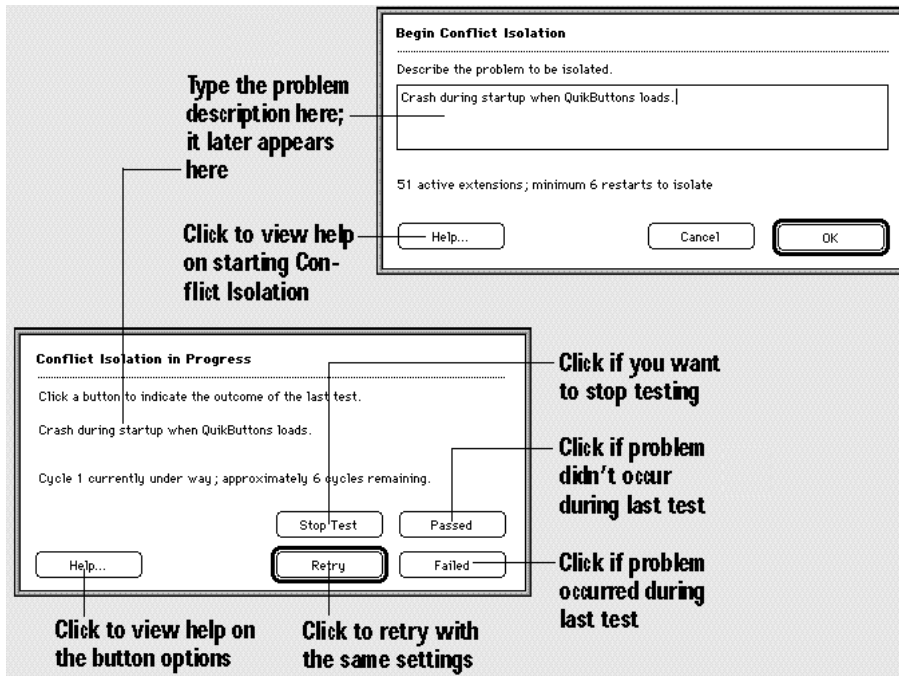 Begin Conflict Isolation
Describe the problem to be isolated.
Crash during startup when QuikButtons loads.
51 active extensions; minimum 6 restarts to isolate
Help...
Cancel
OK
Type the problem
description here;
it later appears
here
Click to view help
on starting Con-
flict Isolation
Conflict Isolation in Progress
Click a button to indicate the outcome of the last test.
Crash during startup when QuikButtons loads.
Cycle 1 currently under way; approximately 6 cycles remaining.
Stop Test
Passed
Help...
Retry
Failed
Click if you want
to stop testing
Click if problem
didn't occur
during last test
Click if problem
occurred during
last test
Click to view help on
the button options
Click to retry with
the same settings